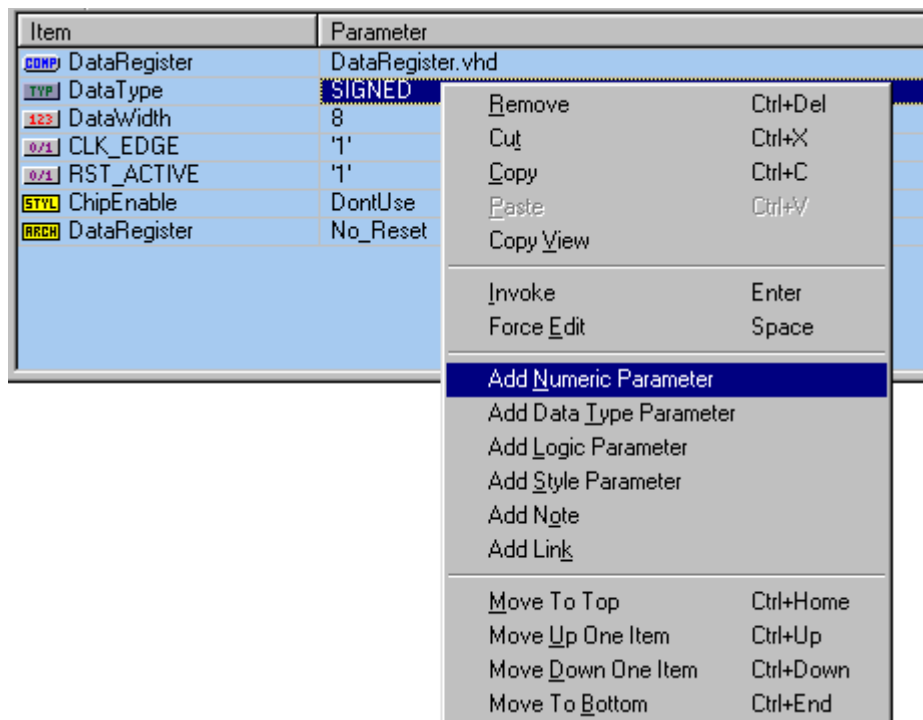 Item Parameter
COMP DataRegister DataRegister.vhd
TYP DataType SIGNED
123 DataWidth 8
0/1 CLK_EDGE '1'
0/1 RST_ACTIVE '1'
STYL ChipEnable DontUse
ARCH DataRegister No_Reset
Remove Ctrl+Del
Cut Ctrl+X
Copy Ctrl+C
Paste Ctrl+V
Copy View
Invoke Enter
Force Edit Space
Add Numeric Parameter
Add Data Type Parameter
Add Logic Parameter
Add Style Parameter
Add Note
Add Link
Move To Top Ctrl+Home
Move Up One Item Ctrl+Up
Move Down One Item Ctrl+Down
Move To Bottom Ctrl+End